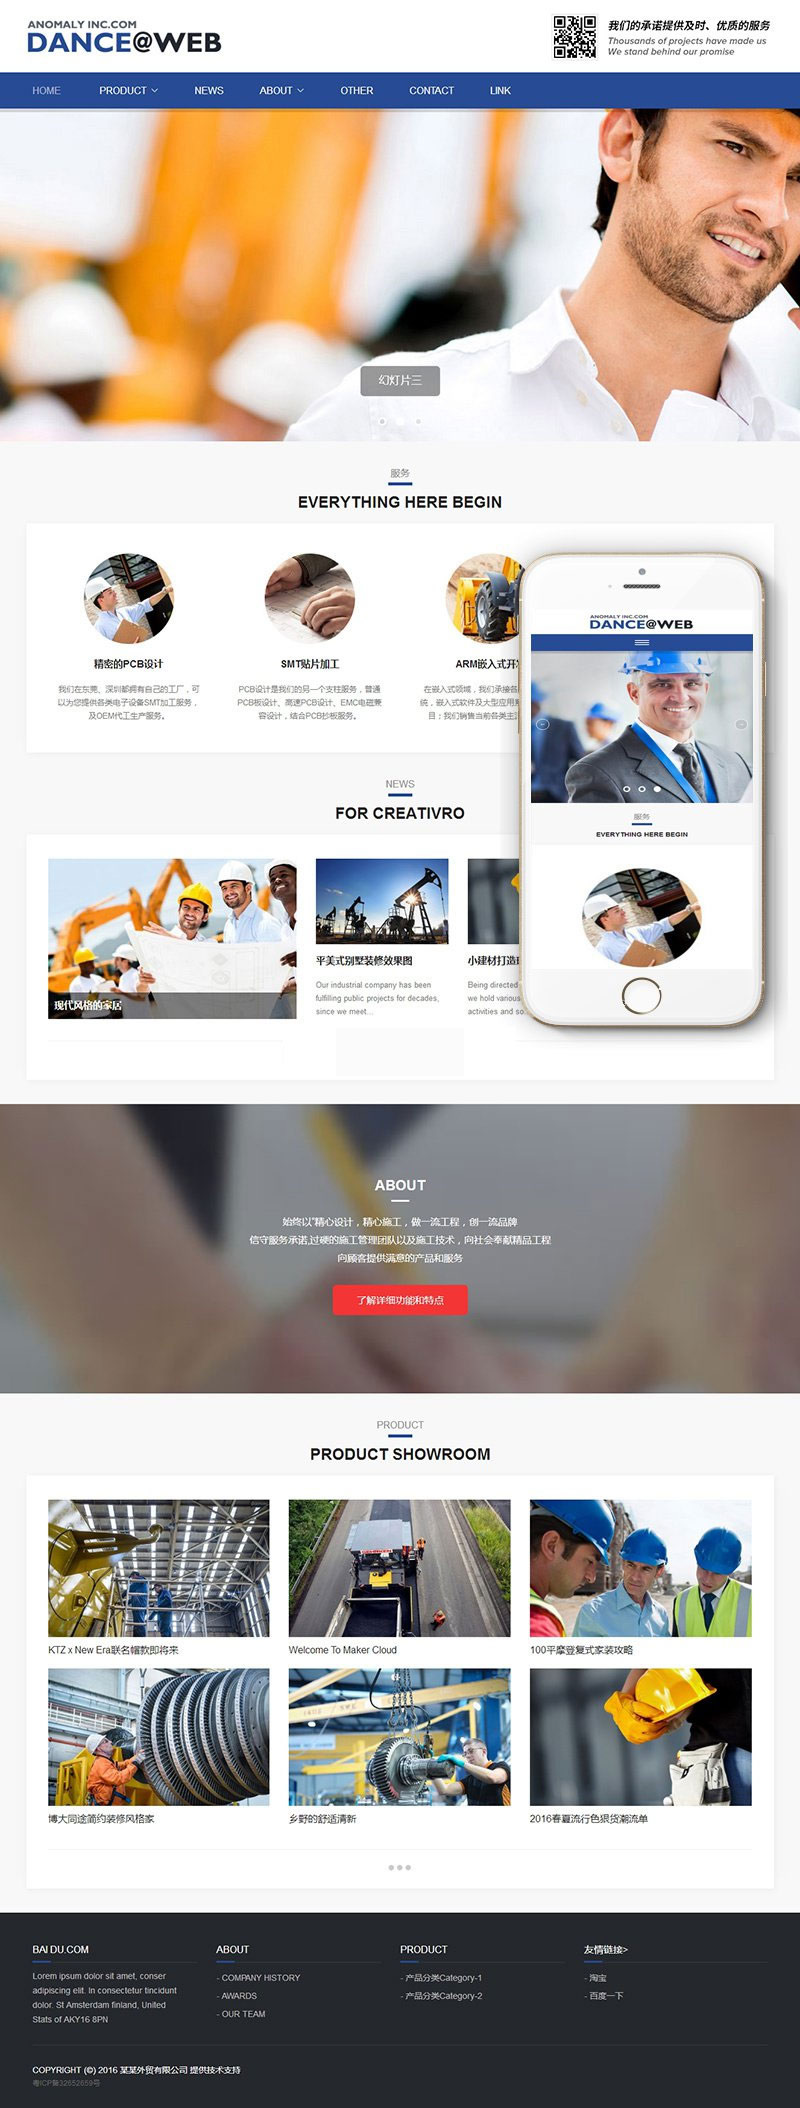 ANOMALY INC.COM
DANCE@WEB
我们的承诺提供及时、优质的服务
Thousands of projects have made us
We stand behind our promise
HOME
PRODUCT
NEWS
ABOUT
OTHER
CONTACT
LINK
幻灯片三
服务
EVERYTHING HERE BEGIN
精密的PCB设计
我们在东莞、深圳都拥有自己的工厂，可
以为您提供各类电子设备SMT加工服务，
及OEM代工生产服务。
SMT贴片加工
PCB设计是我们的另一个支柱服务，普通
PCB板设计、高速PCB设计、EMC电磁兼
容设计，结合PCB抄板服务。
ARM嵌入式开
在嵌入式领域，我们承接各
统，嵌入式软件及大型应用系
目；我们销售当前各类主
ANOMALY INC.COM
DANCE@WEB
服务
EVERYTHING HERE BEGIN
NEWS
FOR CREATIVRO
现代风格的家居
平美式别墅装修效果图
Our industrial company has been
fulfilling public projects for decades,
since we meet...
小建材打造
Being directed
we hold various
activities and so
ABOUT
始终以“精心设计，精心施工，做一流工程，创一流品牌
信守服务承诺,过硬的施工管理团队以及施工技术，向社会奉献精品工程
向顾客提供满意的产品和服务
了解详细功能和特点
PRODUCT
PRODUCT SHOWROOM
KTZ x New Era联名帽款即将来
Welcome To Maker Cloud
100平摩登复式家装攻略
博大同途简约装修风格家
乡野的舒适清新
2016春夏流行色狠货潮流单
BAIDU.COM
Lorem ipsum dolor sit amet, conser
adipiscing elit. In consectetur tincidunt
dolor. St Amsterdam finland, United
Stats of AKY16 8PN
ABOUT
- COMPANY HISTORY
- AWARDS
- OUR TEAM
PRODUCT
- 产品分类Category-1
- 产品分类Category-2
友情链接>
- 淘宝
- 百度一下
COPYRIGHT (©) 2016 某某外贸有限公司 提供技术支持
粤ICP备32652659号